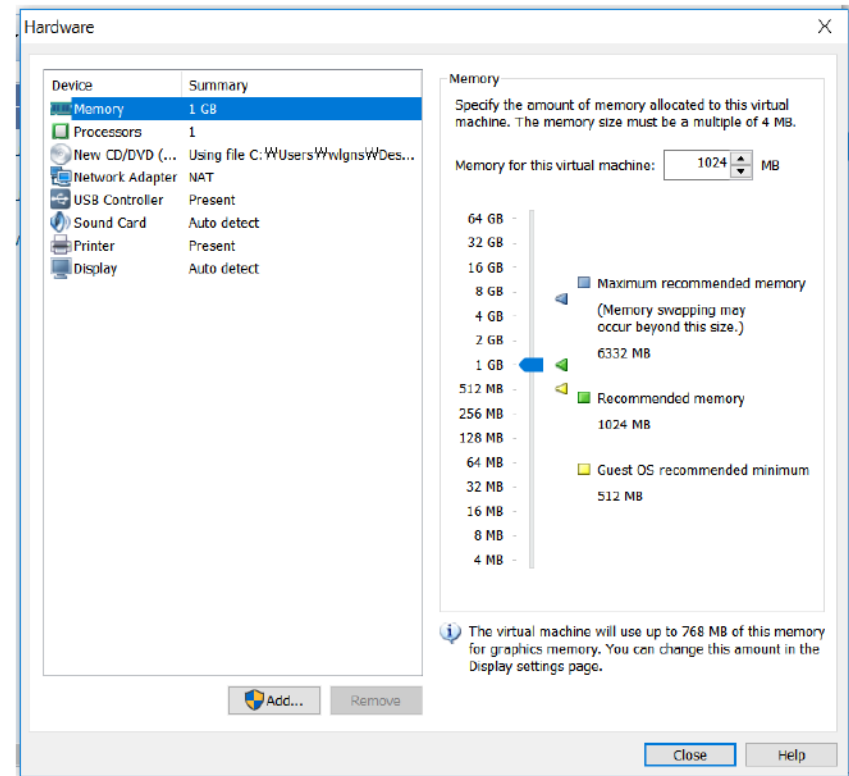 Hardware
Device Summary
Memory 1 GB
Processors 1
New CD/DVD (... Using file C:₩Users₩wlgns₩Des...
Network Adapter NAT
USB Controller Present
Sound Card Auto detect
Printer Present
Display Auto detect
Add...
Remove
Memory
Specify the amount of memory allocated to this virtual
machine. The memory size must be a multiple of 4 MB.
Memory for this virtual machine: 1024 MB
64 GB
32 GB
16 GB
8 GB
4 GB
2 GB
1 GB
512 MB
256 MB
128 MB
64 MB
32 MB
16 MB
8 MB
4 MB
Maximum recommended memory
(Memory swapping may
occur beyond this size.)
6332 MB
Recommended memory
1024 MB
Guest OS recommended minimum
512 MB
The virtual machine will use up to 768 MB of this memory
for graphics memory. You can change this amount in the
Display settings page.
Close
Help